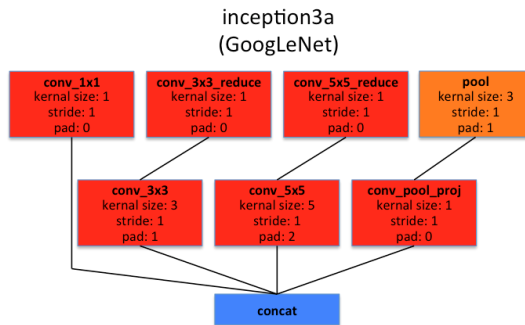 inception3a
(GoogLeNet)
conv_1x1
kernal size: 1
stride: 1
pad: 0
conv_3x3_reduce
kernal size: 1
stride: 1
pad: 0
conv_5x5_reduce
kernal size: 1
stride: 1
pad: 0
pool
kernal size: 3
stride: 1
pad: 1
conv_3x3
kernal size: 3
stride: 1
pad: 1
conv_5x5
kernal size: 5
stride: 1
pad: 2
conv_pool_proj
kernal size: 1
stride: 1
pad: 0
concat